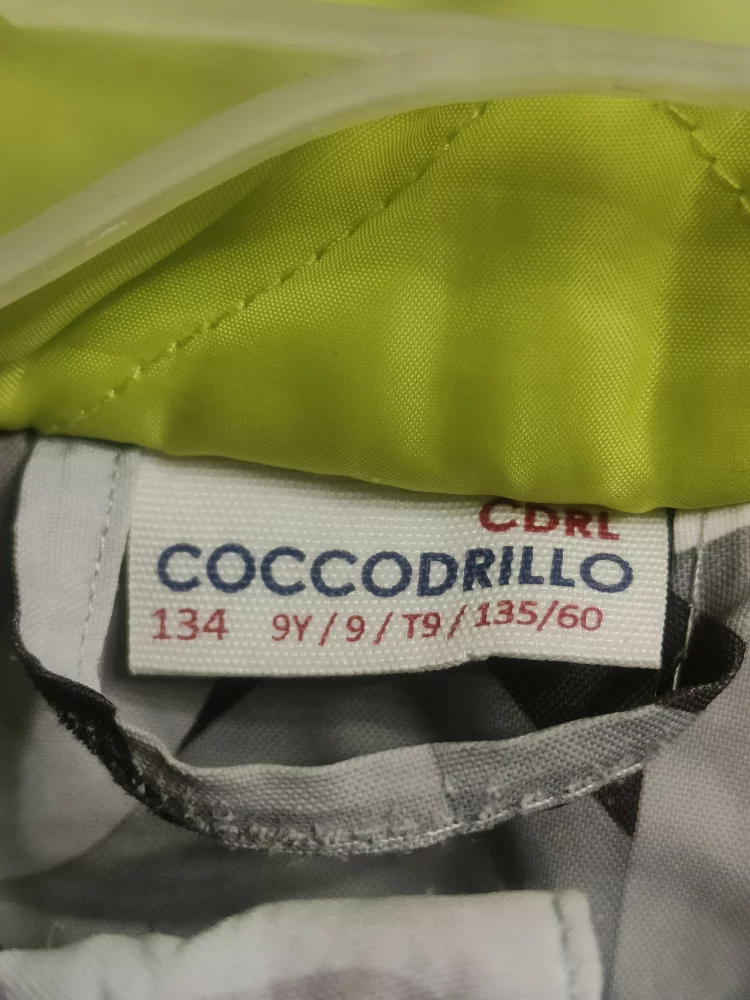 CDRL
COCCODRILLO
134 9Y / 9 / T9 / 135/60